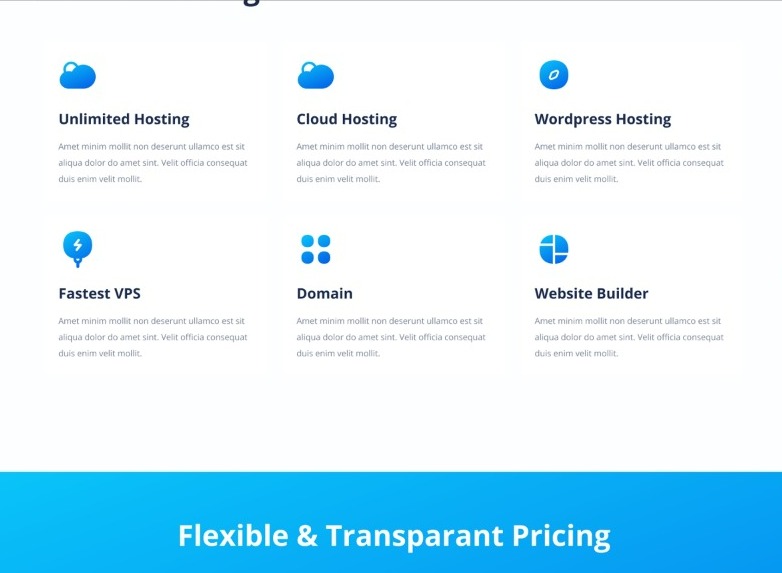 Unlimited Hosting
Amet minim mollit non deserunt ullamco est sit
aliqua dolor do amet sint. Velit officia consequat
duis enim velit mollit.
Cloud Hosting
Amet minim mollit non deserunt ullamco est sit
aliqua dolor do amet sint. Velit officia consequat
duis enim velit mollit.
Wordpress Hosting
Amet minim mollit non deserunt ullamco est sit
aliqua dolor do amet sint. Velit officia consequat
duis enim velit mollit.
Fastest VPS
Amet minim mollit non deserunt ullamco est sit
aliqua dolor do amet sint. Velit officia consequat
duis enim velit mollit.
Domain
Amet minim mollit non deserunt ullamco est sit
aliqua dolor do amet sint. Velit officia consequat
duis enim velit mollit.
Website Builder
Amet minim mollit non deserunt ullamco est sit
aliqua dolor do amet sint. Velit officia consequat
duis enim velit mollit.
Flexible & Transparant Pricing